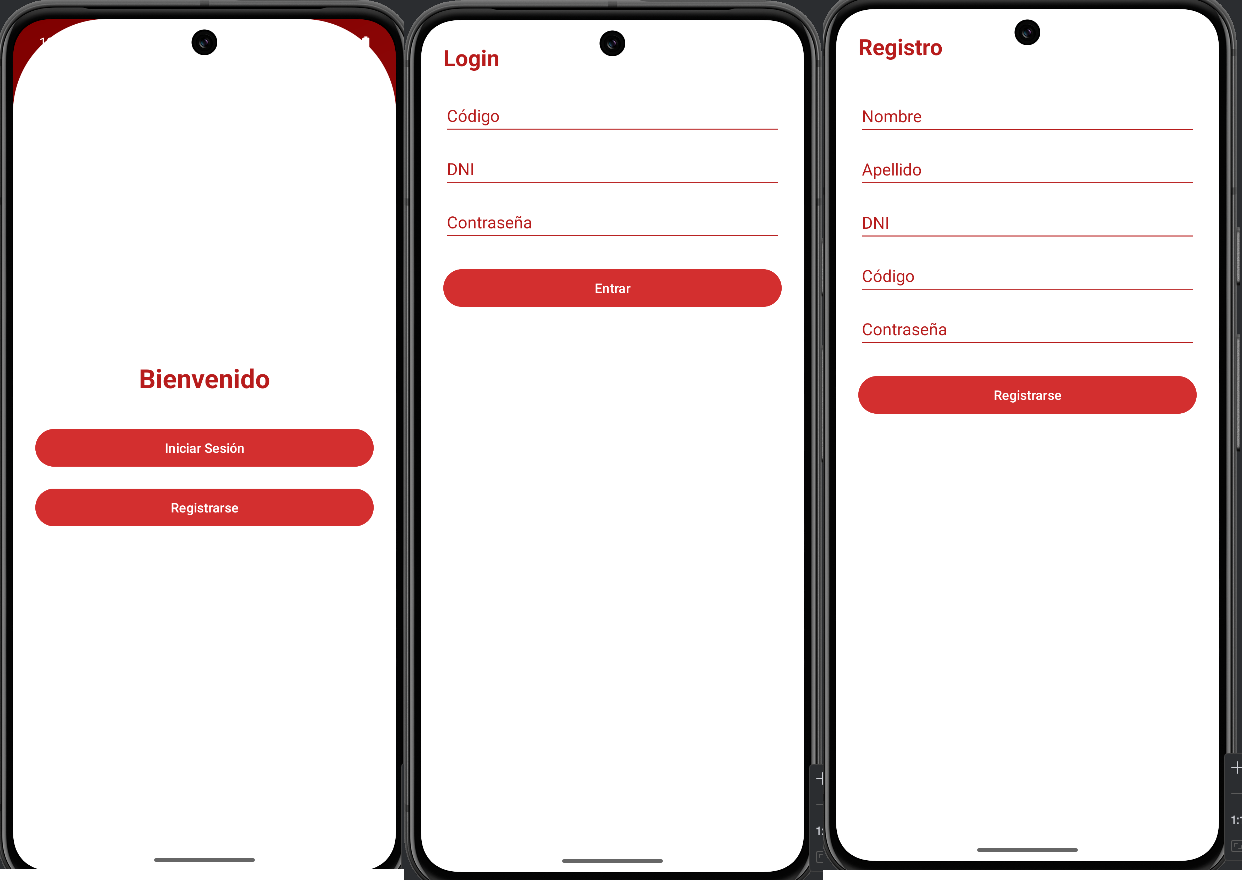 Bienvenido
Iniciar Sesión
Registrarse
Login
Código
DNI
Contraseña
Entrar
Registro
Nombre
Apellido
DNI
Código
Contraseña
Registrarse